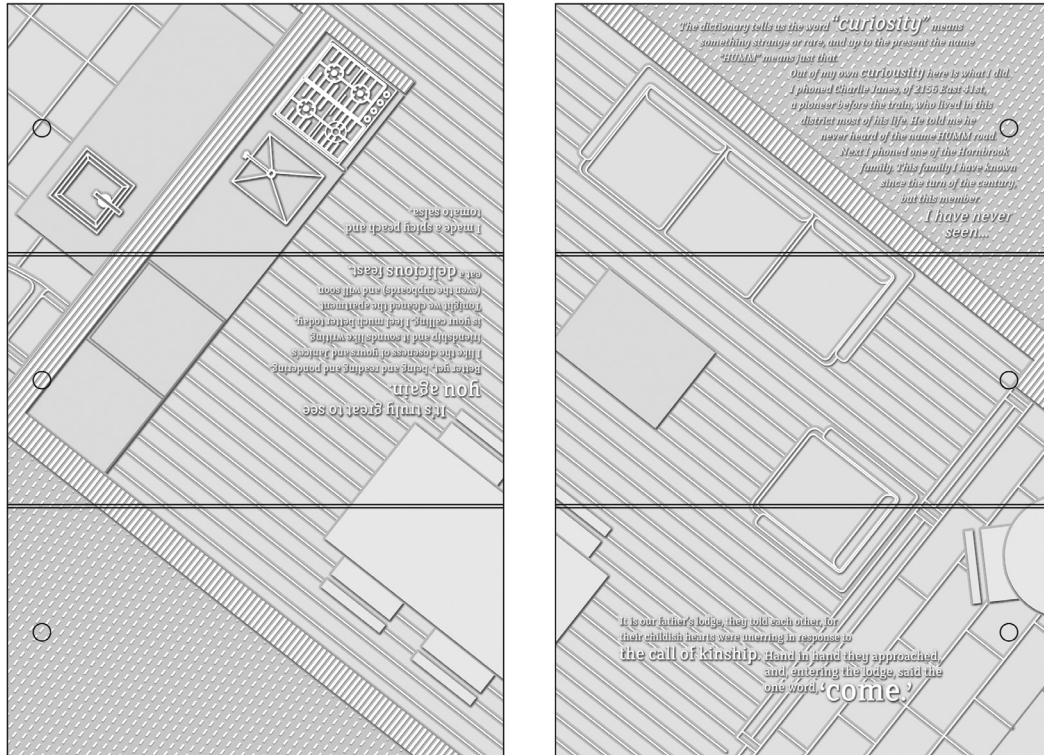 It's truly great to see
you again.
Better yet, being and reading and pondering.
I like the closeness of yours and Janice's
friendship and it sounds like writing
is your calling. I feel much better today.
Tonight we cleaned the apartment
(even the cupboards) and will soon
eat a delicious feast.
I made a spicy peach and
tomato salsa.
The dictionary tells us the word "curiosity" means
something strange or rare, and up to the present the name
"HUMM" means just that.
Out of my own curiousity here is what I did.
I phoned Charlie Janes, of 2156 East 41st,
a pioneer before the train, who lived in this
district most of his life. He told me he
never heard of the name HUMM road.
Next I phoned one of the Hornbrook
family. This family I have known
since the turn of the century,
but this member
I have never
seen...
It is our father's lodge, they told each other, for
their childish hearts were unerring in response to
the call of kinship. Hand in hand they approached,
and, entering the lodge, said the
one word, 'come.'